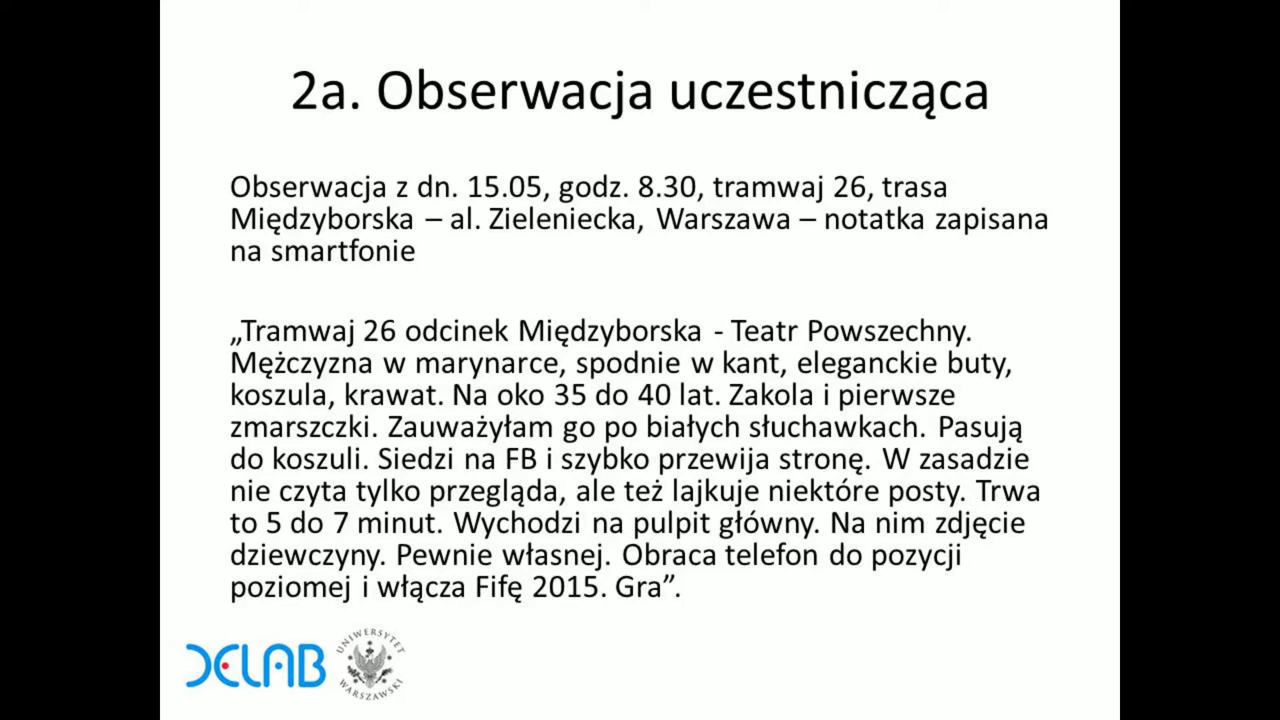 2a. Obserwacja uczestnicząca
Obserwacja z dn. 15.05, godz. 8.30, tramwaj 26, trasa
Międzyborska – al. Zieleniecka, Warszawa – notatka zapisana
na smartfonie
„Tramwaj 26 odcinek Międzyborska - Teatr Powszechny.
Mężczyzna w marynarce, spodnie w kant, eleganckie buty,
koszula, krawat. Na oko 35 do 40 lat. Zakola i pierwsze
zmarszczki. Zauważyłam go po białych słuchawkach. Pasują
do koszuli. Siedzi na FB i szybko przewija stronę. W zasadzie
nie czyta tylko przegląda, ale też lajkuje niektóre posty. Trwa
to 5 do 7 minut. Wychodzi na pulpit główny. Na nim zdjęcie
dziewczyny. Pewnie własnej. Obraca telefon do pozycji
poziomej i włącza Fifę 2015. Gra”.
DELAB
UNIWERSYTET
WARSZAWSKI